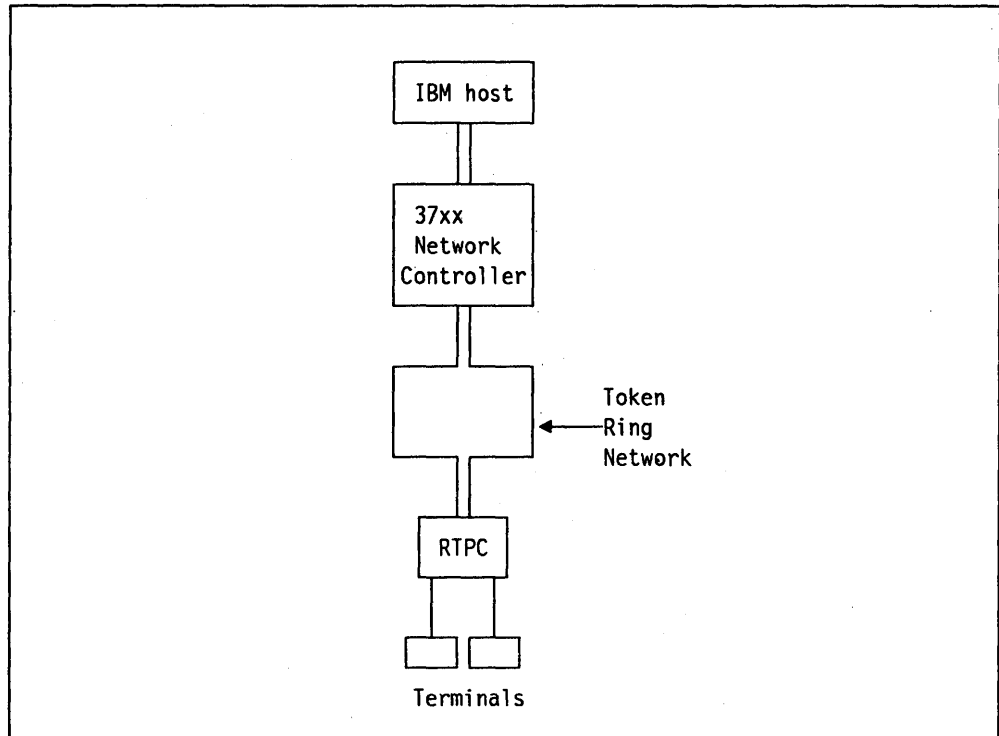 IBM host
37xx
Network
Controller
Token
Ring
Network
RTPC
Terminals